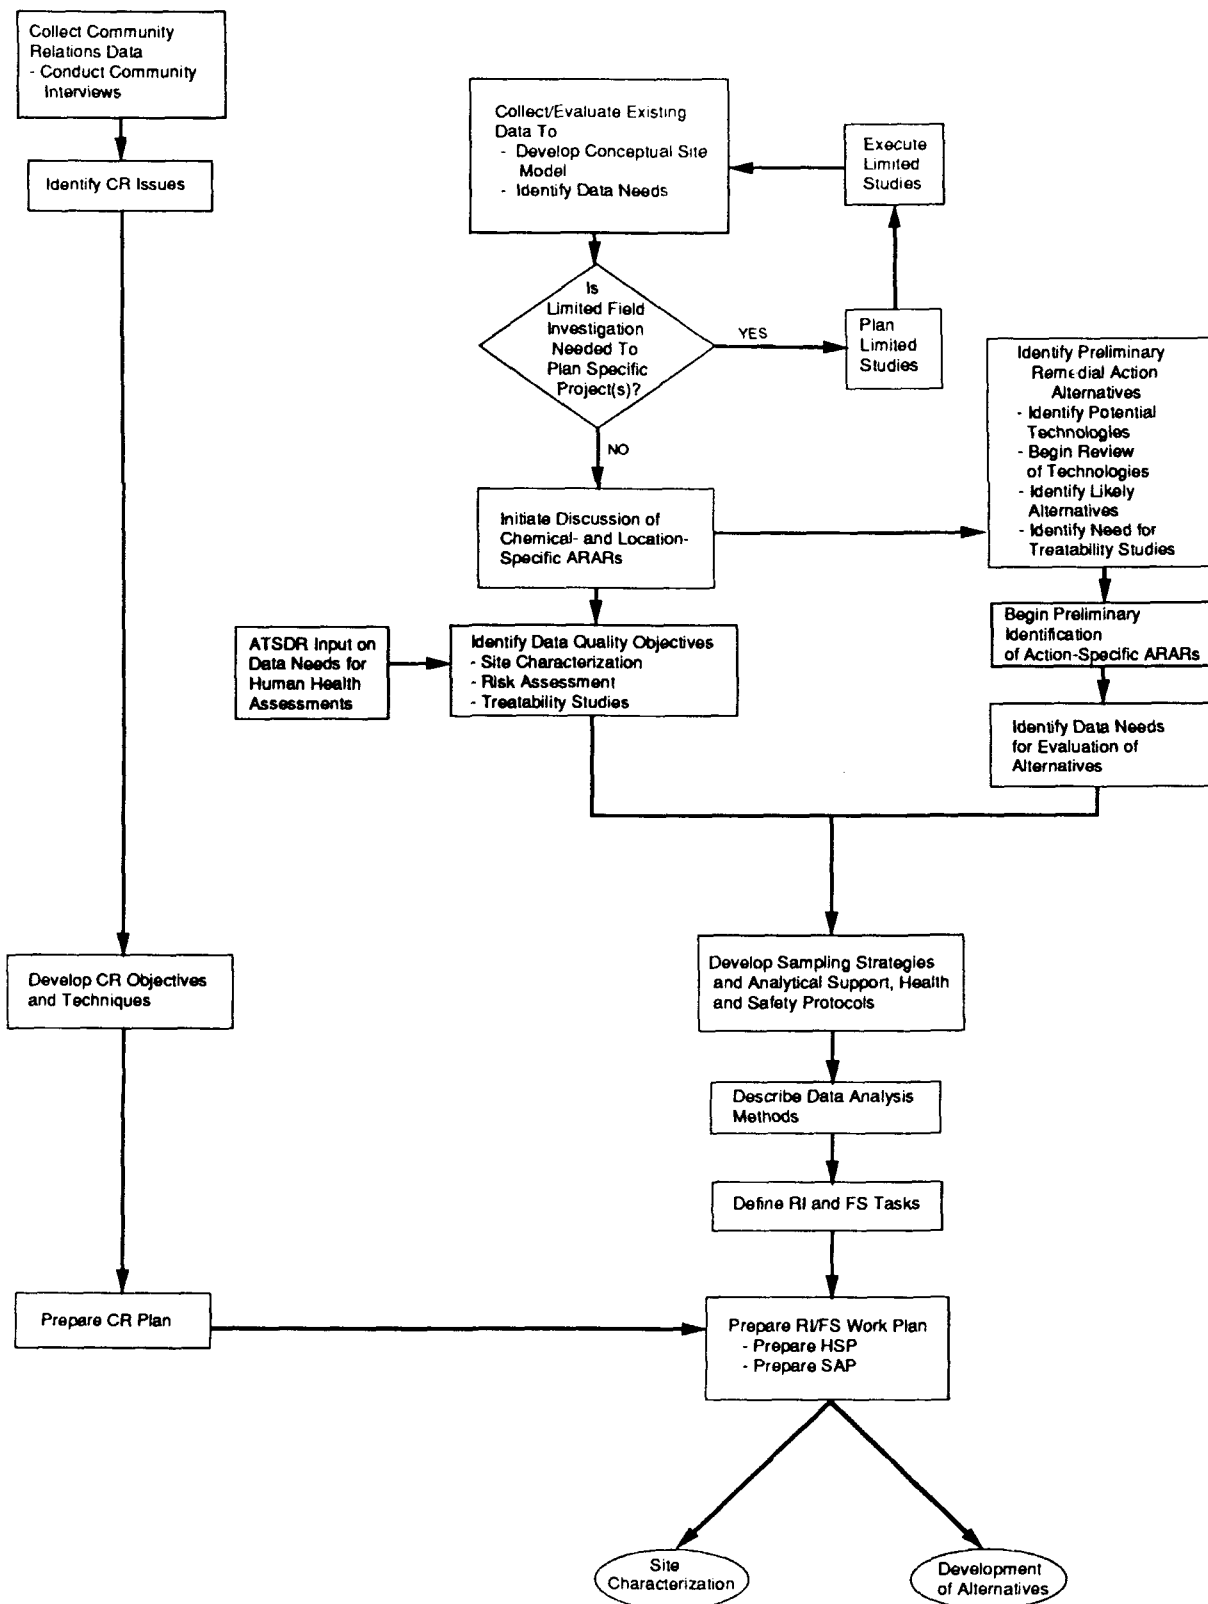 Collect Community
Relations Data
- Conduct Community
Interviews
Identify CR Issues
Develop CR Objectives
and Techniques
Prepare CR Plan
Collect/Evaluate Existing
Data To
- Develop Conceptual Site
Model
- Identify Data Needs
Execute
Limited
Studies
Is
Limited Field
Investigation
Needed To
Plan Specific
Project(s)?
YES
Plan
Limited
Studies
NO
Initiate Discussion of
Chemical- and Location-
Specific ARARs
Identify Preliminary
Remedial Action
Alternatives
- Identify Potential
Technologies
- Begin Review
of Technologies
- Identify Likely
Alternatives
- Identify Need for
Treatability Studies
Begin Preliminary
Identification
of Action-Specific ARARs
Identify Data Needs
for Evaluation of
Alternatives
ATSDR Input on
Data Needs for
Human Health
Assessments
Identify Data Quality Objectives
- Site Characterization
- Risk Assessment
- Treatability Studies
Develop Sampling Strategies
and Analytical Support, Health
and Safety Protocols
Describe Data Analysis
Methods
Define RI and FS Tasks
Prepare RI/FS Work Plan
- Prepare HSP
- Prepare SAP
Site
Characterization
Development
of Alternatives